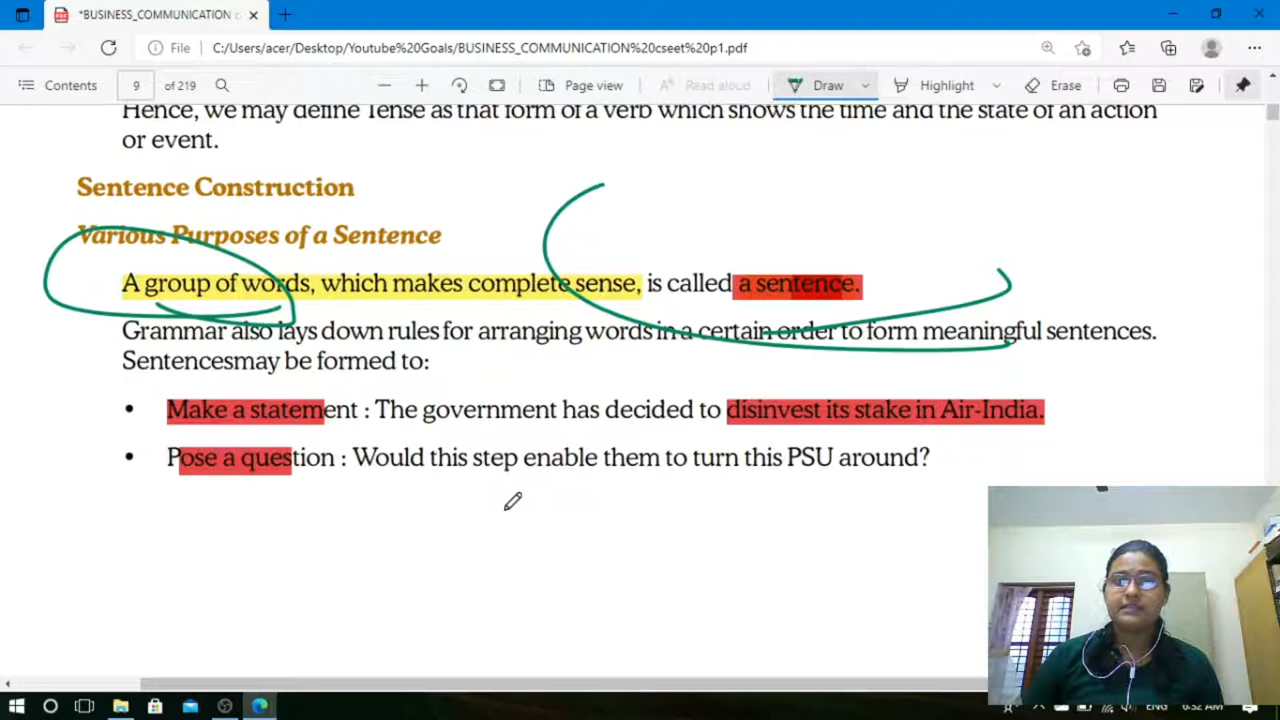 *BUSINESS_COMMUNICATION
File C:/Users/acer/Desktop/Youtube%20Goals/BUSINESS_COMMUNICATION%20cseet%20p1.pdf
Contents 9 of 219 Page view Read aloud Draw Highlight Erase
Hence, we may define Tense as that form of a verb which shows the time and the state of an action
or event.
Sentence Construction
Various Purposes of a Sentence
A group of words, which makes complete sense, is called a sentence.
Grammar also lays down rules for arranging words in a certain order to form meaningful sentences.
Sentencesmay be formed to:
• Make a statement : The government has decided to disinvest its stake in Air-India.
• Pose a question : Would this step enable them to turn this PSU around?
ENG 6:32 AM